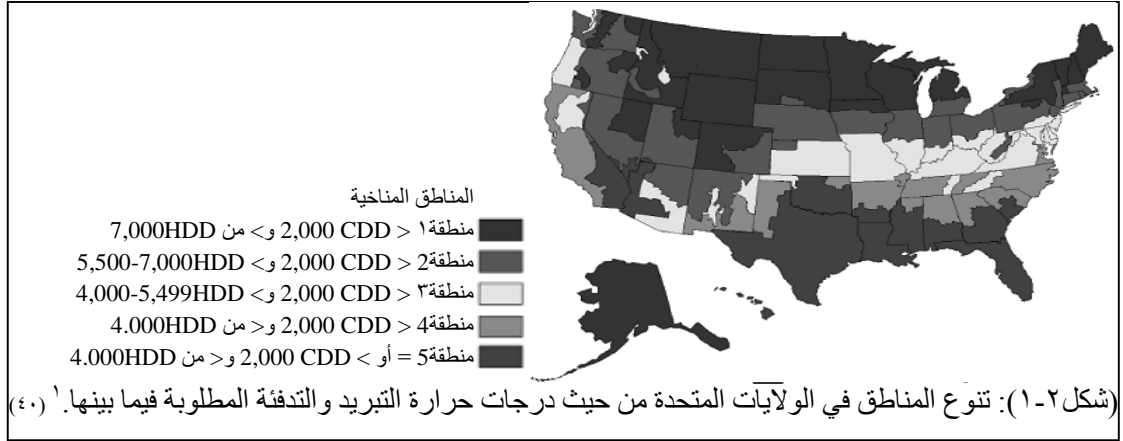 المناطق المناخية
منطقة١ < 2,000 CDD و> من 7,000HDD
منطقة2 < 2,000 CDD و> 5,500-7,000HDD
منطقة٣ < 2,000 CDD و> 4,000-5,499HDD
منطقة4 < 2,000 CDD و< من 4.000HDD
منطقة5 = أو > 2,000 CDD و< من 4.000HDD
(شكل٢-١): تنوع المناطق في الولايات المتحدة من حيث درجات حرارة التبريد والتدفئة المطلوبة فيما بينها.١ (٤٠)